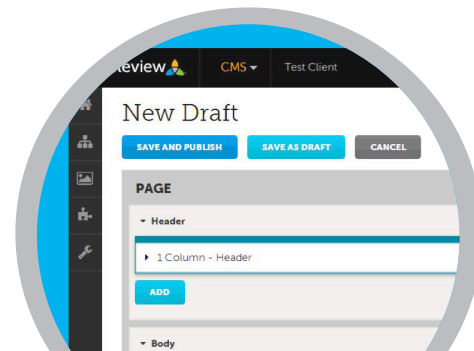 CMS Test Client
New Draft
SAVE AND PUBLISH SAVE AS DRAFT CANCEL
PAGE
Header
1 Column - Header
ADD
Body